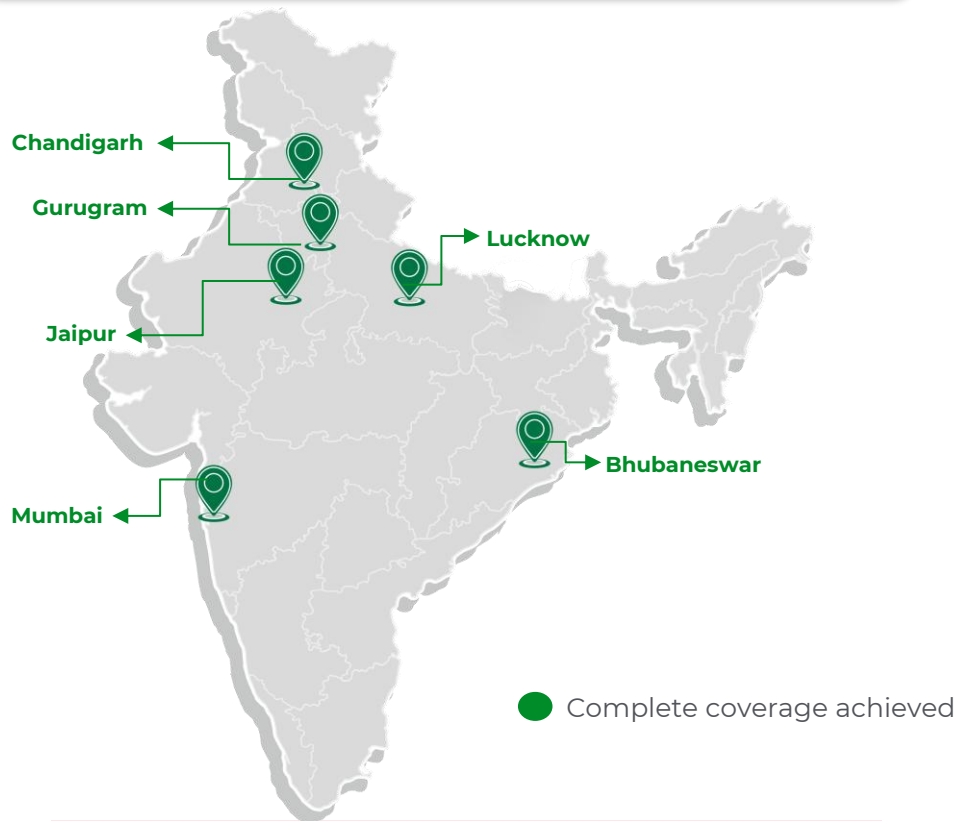 Chandigarh
Gurugram
Lucknow
Jaipur
Bhubaneswar
Mumbai
Complete coverage achieved